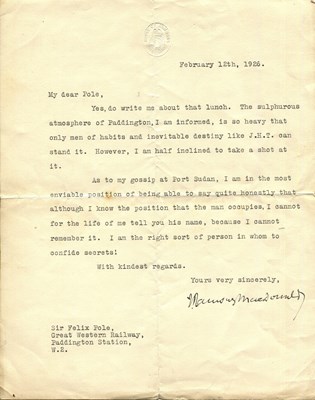 February 12th, 1926.
My dear Pole,
Yes, do write me about that lunch. The sulphurous
atmosphere of Paddington, I am informed, is so heavy that
only men of habits and inevitable destiny like J.H.T. can
stand it. However, I am half inclined to take a shot at
it.
As to my gossip at Port Sudan, I am in the most
enviable position of being able to say quite honestly that
although I know the position that the man occupies, I cannot
for the life of me tell you his name, because I cannot
remember it. I am the right sort of person in whom to
confide secrets!
With kindest regards.
Yours very sincerely,
J Ramsay MacDonald
Sir Felix Pole,
Great Western Railway,
Paddington Station,
W.2.